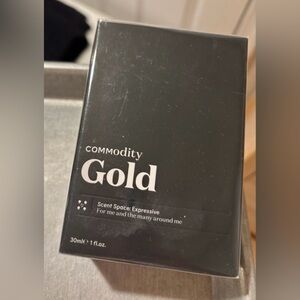 COMMOdity
Gold
Scent Space: Expressive
For me and the many around me
30ml • 1 fl.oz.